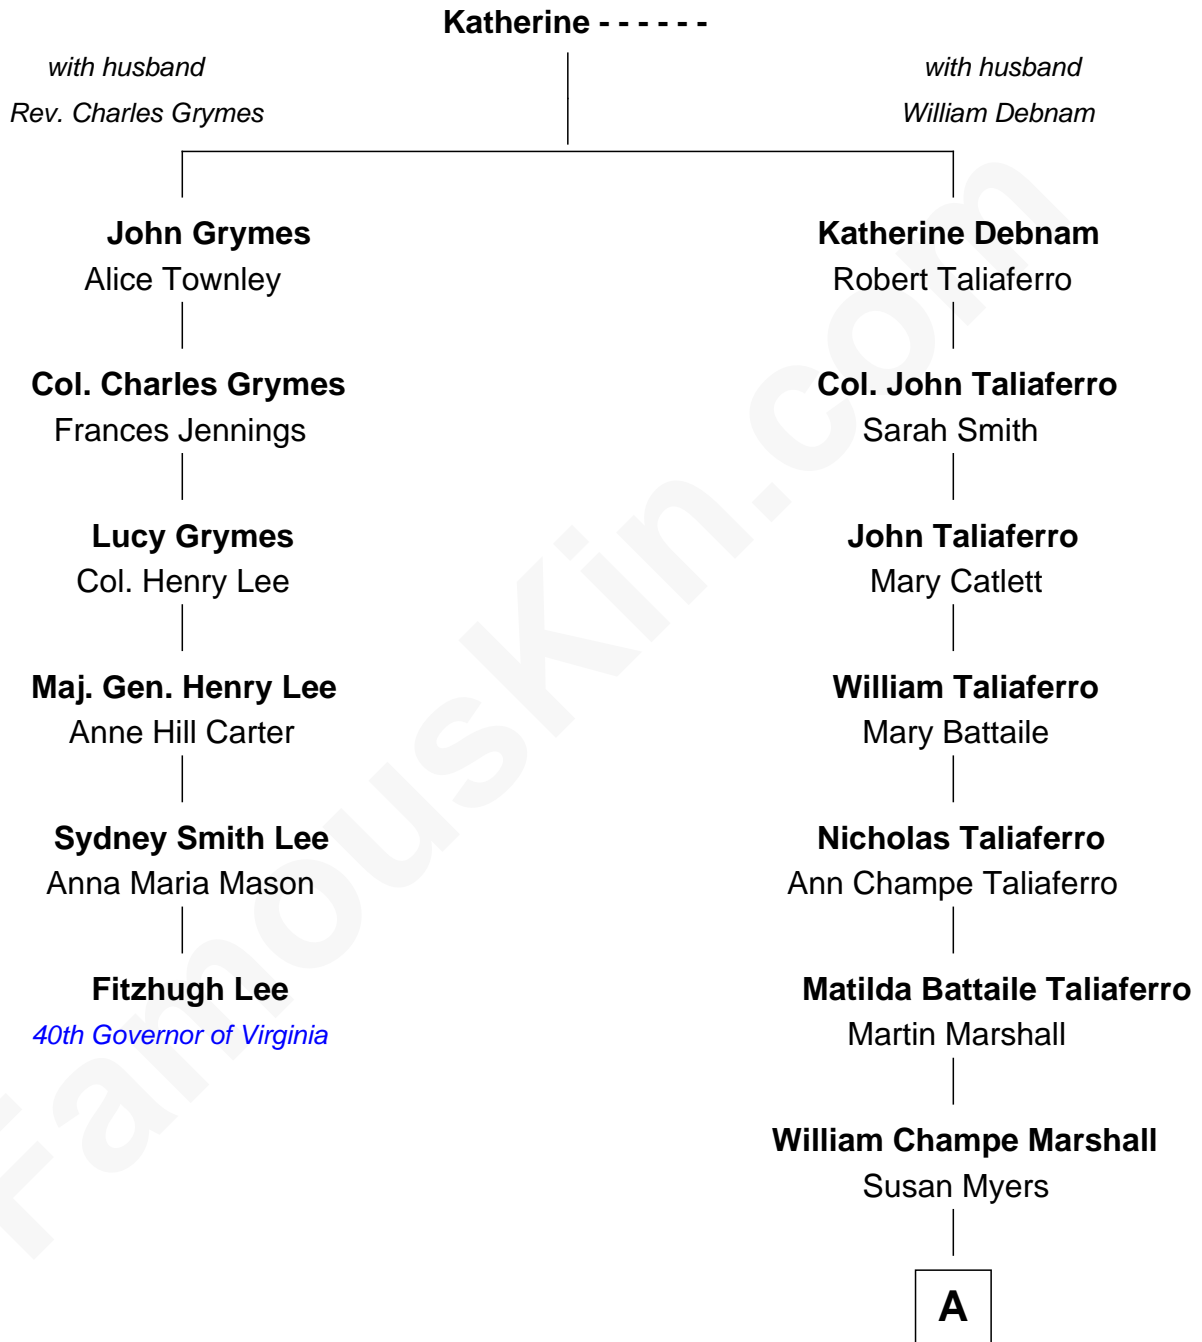 Katherine - - - - - -
with husband
Rev. Charles Grymes
with husband
William Debnam
John Grymes
Alice Townley
Col. Charles Grymes
Frances Jennings
Lucy Grymes
Col. Henry Lee
Maj. Gen. Henry Lee
Anne Hill Carter
Sydney Smith Lee
Anna Maria Mason
Fitzhugh Lee
40th Governor of Virginia
Katherine Debnam
Robert Taliaferro
Col. John Taliaferro
Sarah Smith
John Taliaferro
Mary Catlett
William Taliaferro
Mary Battaile
Nicholas Taliaferro
Ann Champe Taliaferro
Matilda Battaile Taliaferro
Martin Marshall
William Champe Marshall
Susan Myers
A
FamousKin.com